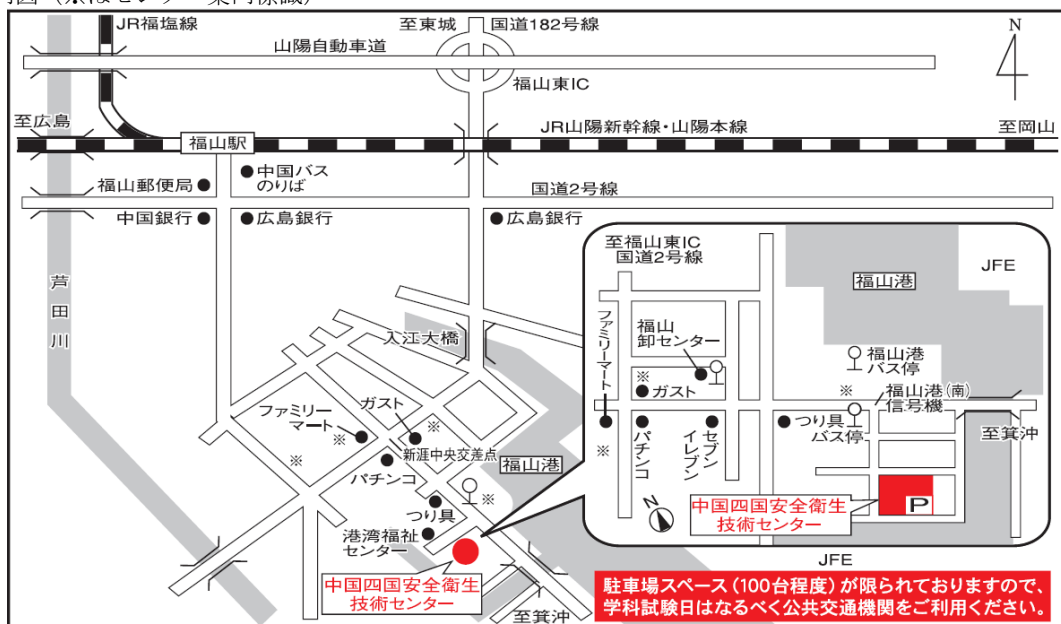 JR福塩線
至東城
国道182号線
山陽自動車道
福山東IC
N
至広島
福山駅
JR山陽新幹線・山陽本線
至岡山
中国バス
のりば
福山郵便局
国道2号線
中国銀行
広島銀行
広島銀行
芦田川
入江大橋
ファミリー
マート
ガスト
※
※
※
新涯中央交差点
パチンコ
福山港
※
つり具
港湾福祉
センター
中国四国安全衛生
技術センター
至箕沖
至福山東IC
国道2号線
福山港
JFE
ファミリーマート
福山
卸センター
※
ガスト
福山港
バス停
※
福山港(南)
信号機
※
パチンコ
セブン
イレブン
つり具
バス停
至箕沖
N
中国四国安全衛生
技術センター
P
JFE
駐車場スペース(100台程度)が限られておりますので、
学科試験日はなるべく公共交通機関をご利用ください。